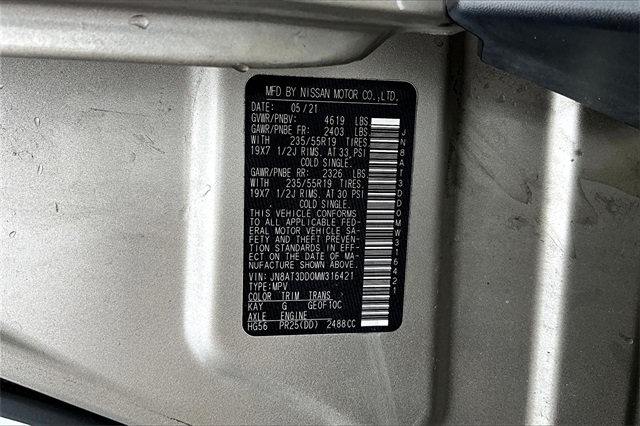 MFD BY NISSAN MOTOR CO.,LTD.
DATE: 05/21
GVWR/PNBV: 4619 LBS
GAWR/PNBE FR: 2403 LBS
WITH 235/55R19 TIRES.
19X7 1/2J RIMS. AT 33 PSI
COLD SINGLE.
GAWR/PNBE RR: 2326 LBS
WITH 235/55R19 TIRES.
19X7 1/2J RIMS. AT 30 PSI
COLD SINGLE.
THIS VEHICLE CONFORMS
TO ALL APPLICABLE FED-
ERAL MOTOR VEHICLE SA-
FETY AND THEFT PREVEN-
TION STANDARDS IN EFF-
ECT ON THE DATE OF MA-
NUFACTURE SHOWN ABOVE.
VIN: JN8AT3DD0MW316421
TYPE: MPV
COLOR TRIM TRANS
KAY G GE0F10C
AXLE ENGINE
HG56 PR25(DD) 2488CC
JN8AT3DD0MW316421